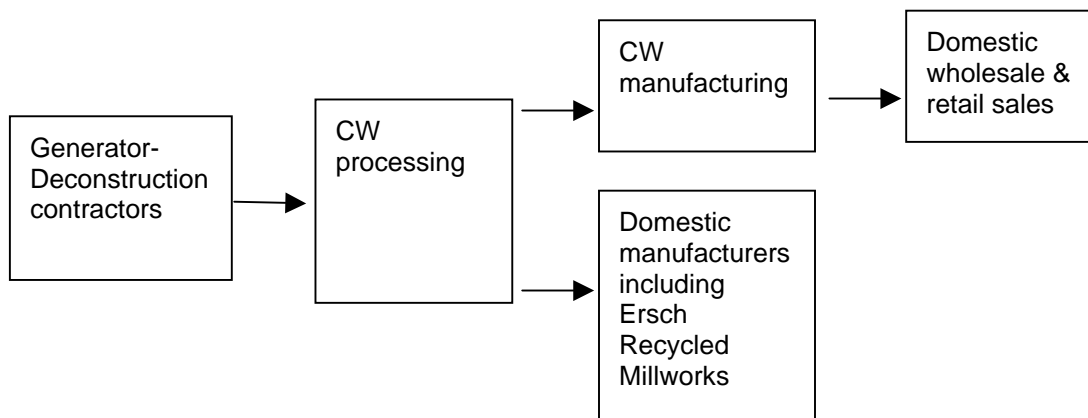 Generator-
Deconstruction
contractors
CW
processing
CW
manufacturing
Domestic
wholesale &
retail sales
Domestic
manufacturers
including
Ersch
Recycled
Millworks